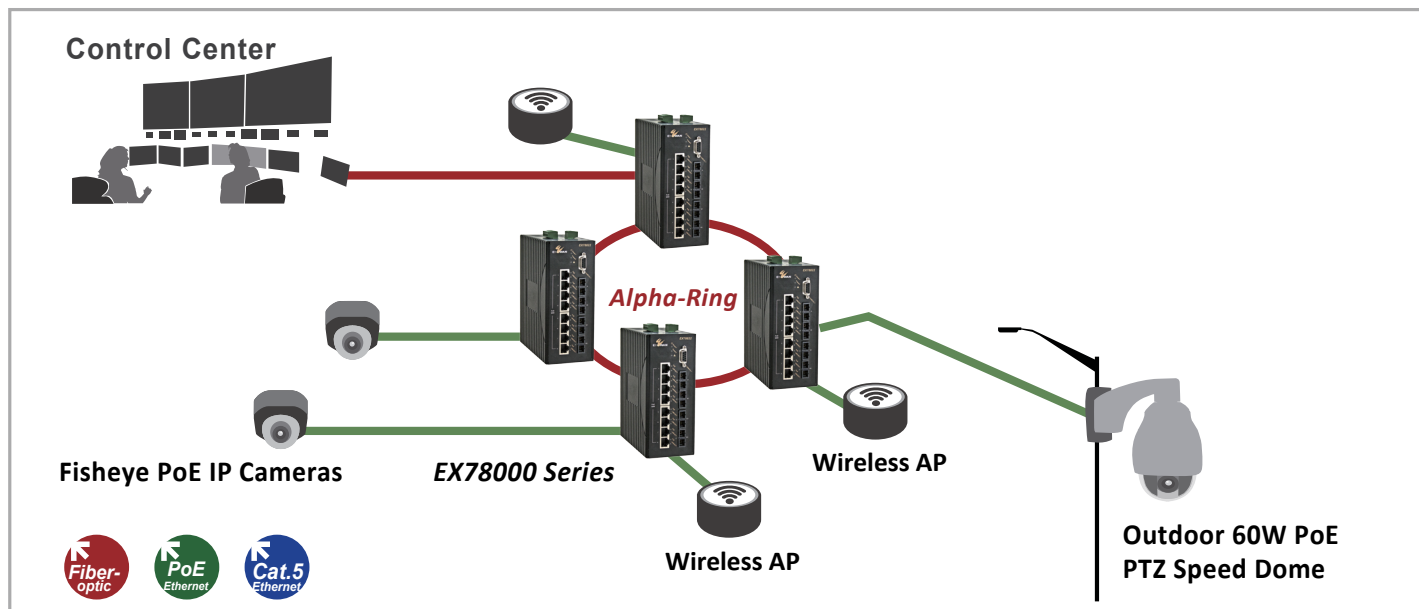 Control Center
Alpha-Ring
Wireless AP
Fisheye PoE IP Cameras
EX78000 Series
Wireless AP
Outdoor 60W PoE
PTZ Speed Dome
Fiber-
optic
PoE
Ethernet
Cat.5
Ethernet